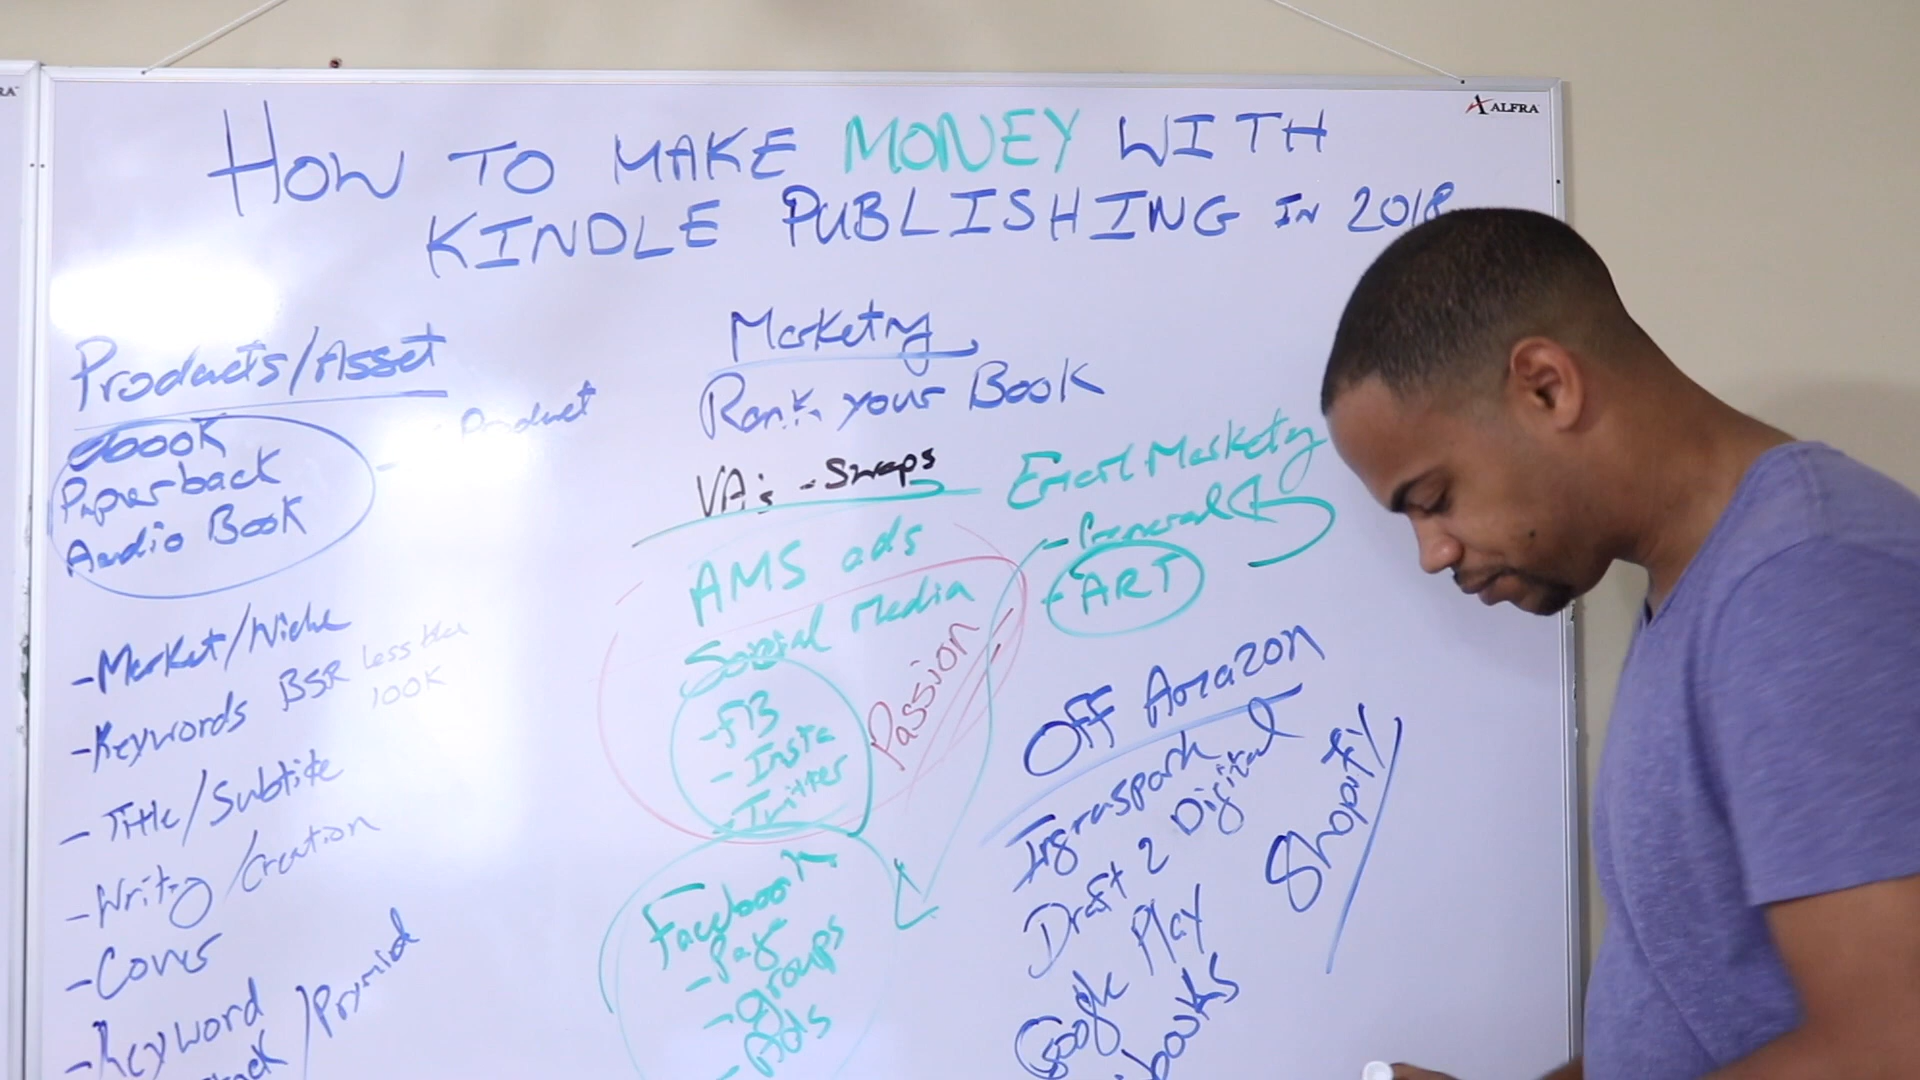 ALFRA
HOW TO MAKE MONEY WITH
KINDLE PUBLISHING IN 2018
Products/Asset
ebook
Paperback
Audio Book
- Product
- Market/Niche
- Keywords BSR Less than
100K
- Title/Subtitle
- Writing/Creation
- Covers
- Keyword
/Pyramid
Marketing
Rank your Book
VA's - Swaps
AMS ads
Social Media
- FB
- Insta
- Twitter
Passion
Facebook
- Page
- groups
- Ads
Email Marketing
- General
- ART
OFF Amazon
Ingraspark
Draft 2 Digital
Google Play
ibooks
Shopify